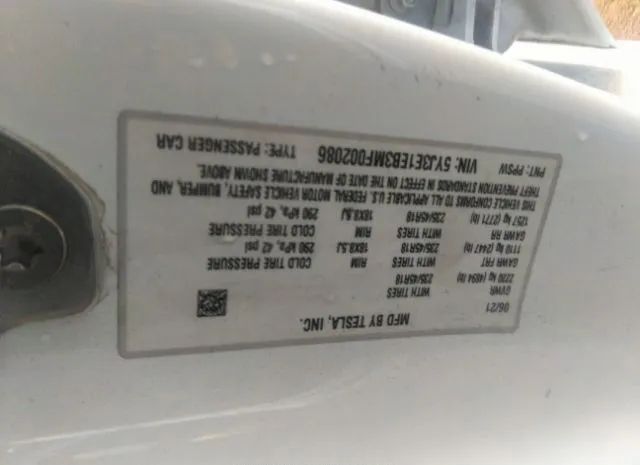 MFD BY TESLA, INC.
06/21
GVWR WITH TIRES COLD TIRE PRESSURE
2220 kg (4894 lb) 235/45R18
GAWR FRT WITH TIRES RIM COLD TIRE PRESSURE
1110 kg (2447 lb) 235/45R18 18X8.5J 290 kPa, 42 psi
GAWR RR WITH TIRES RIM COLD TIRE PRESSURE
1257 kg (2771 lb) 235/45R18 18X8.5J 290 kPa, 42 psi
THIS VEHICLE CONFORMS TO ALL APPLICABLE U.S. FEDERAL MOTOR VEHICLE SAFETY, BUMPER, AND
THEFT PREVENTION STANDARDS IN EFFECT ON THE DATE OF MANUFACTURE SHOWN ABOVE.
PNT: PPSW VIN: 5YJ3E1EB3MF002086 TYPE: PASSENGER CAR